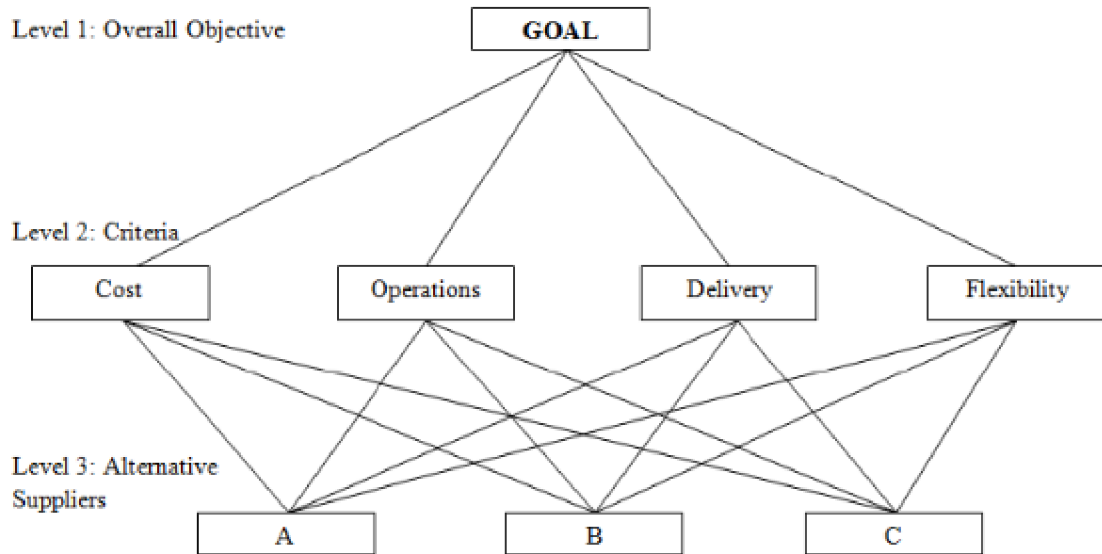 Level 1: Overall Objective
GOAL
Level 2: Criteria
Cost
Operations
Delivery
Flexibility
Level 3: Alternative
Suppliers
A
B
C